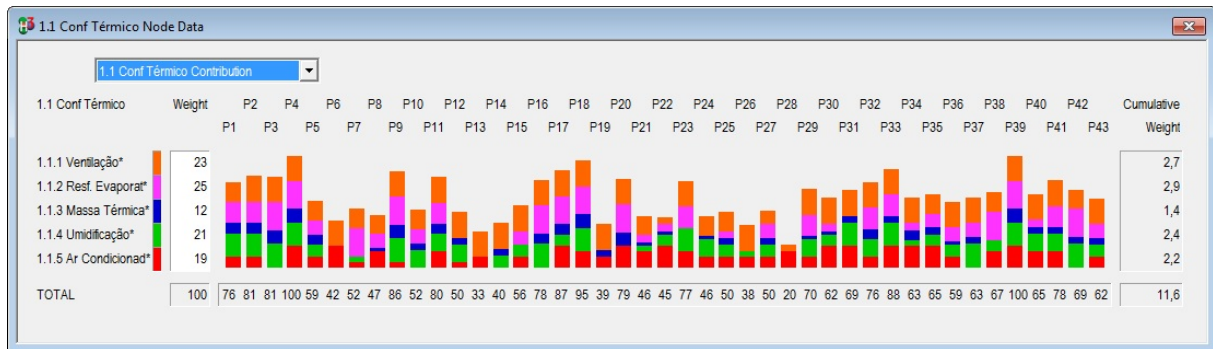 1.1 Conf Térmico Node Data
1.1 Conf Térmico Contribution
1.1 Conf Térmico Weight P2 P4 P6 P8 P10 P12 P14 P16 P18 P20 P22 P24 P26 P28 P30 P32 P34 P36 P38 P40 P42 Cumulative
P1 P3 P5 P7 P9 P11 P13 P15 P17 P19 P21 P23 P25 P27 P29 P31 P33 P35 P37 P39 P41 P43 Weight
1.1.1 Ventilação* 23 2,7
1.1.2 Resf. Evaporat* 25 2,9
1.1.3 Massa Térmica* 12 1,4
1.1.4 Umidificação* 21 2,4
1.1.5 Ar Condicionad* 19 2,2
TOTAL 100 76 81 81 100 59 42 52 47 86 52 80 50 33 40 56 78 87 95 39 79 46 45 77 46 50 38 50 20 70 62 69 76 88 63 65 59 63 67 100 65 78 69 62 11,6